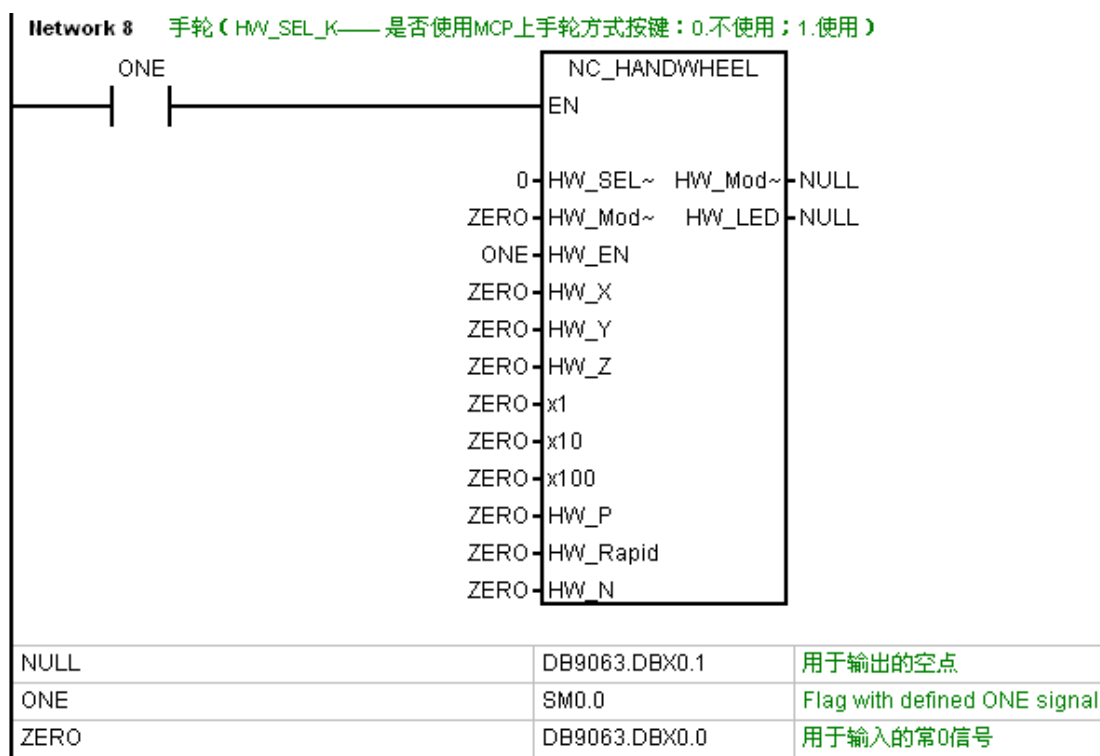 Network 8 手轮（HW_SEL_K——是否使用MCP上手轮方式按键：0.不使用；1.使用）
ONE NC_HANDWHEEL
EN
0 HW_SEL~ HW_Mod~ NULL
ZERO HW_Mod~ HW_LED NULL
ONE HW_EN
ZERO HW_X
ZERO HW_Y
ZERO HW_Z
ZERO x1
ZERO x10
ZERO x100
ZERO HW_P
ZERO HW_Rapid
ZERO HW_N
NULL DB9063.DBX0.1 用于输出的空点
ONE SM0.0 Flag with defined ONE signal
ZERO DB9063.DBX0.0 用于输入的常0信号